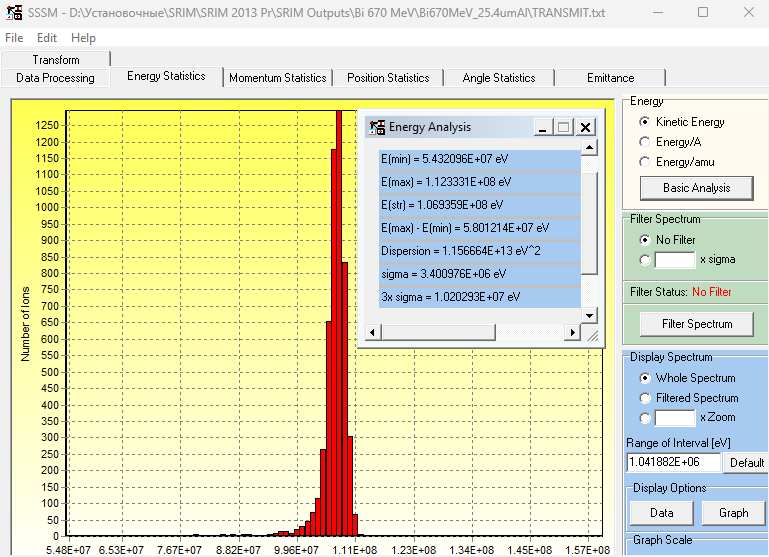 SSSM - D:\Установочные\SRIM\SRIM 2013 Pr\SRIM Outputs\Bi 670 MeV\Bi670MeV_25.4umAl\TRANSMIT.txt
File Edit Help
Transform
Data Processing Energy Statistics Momentum Statistics Position Statistics Angle Statistics Emittance
Number of Ions
1250
1200
1150
1100
1050
1000
950
900
850
800
750
700
650
600
550
500
450
400
350
300
250
200
150
100
50
0
5.48E+07 6.53E+07 7.67E+07 8.82E+07 9.96E+07 1.11E+08 1.23E+08 1.34E+08 1.45E+08 1.57E+08
Energy Analysis
E(min) = 5.432096E+07 eV
E(max) = 1.123331E+08 eV
E(str) = 1.069359E+08 eV
E(max) - E(min) = 5.801214E+07 eV
Dispersion = 1.156664E+13 eV^2
sigma = 3.400976E+06 eV
3x sigma = 1.020293E+07 eV
Energy
Kinetic Energy
Energy/A
Energy/amu
Basic Analysis
Filter Spectrum
No Filter
x sigma
Filter Status: No Filter
Filter Spectrum
Display Spectrum
Whole Spectrum
Filtered Spectrum
x Zoom
Range of Interval [eV]
1.041882E+06 Default
Display Options
Data Graph
Graph Scale